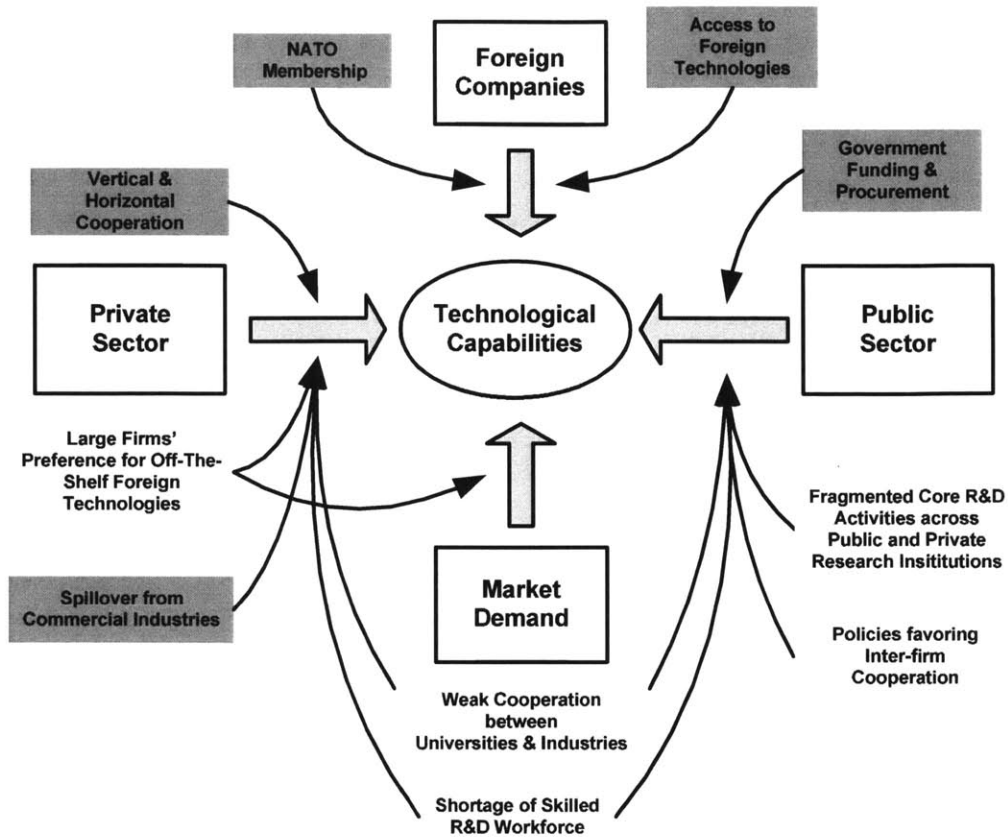 NATO
Membership
Foreign
Companies
Access to
Foreign
Technologies
Vertical &
Horizontal
Cooperation
Government
Funding &
Procurement
Private
Sector
Technological
Capabilities
Public
Sector
Large Firms'
Preference for Off-The-
Shelf Foreign
Technologies
Fragmented Core R&D
Activities across
Public and Private
Research Insititutions
Spillover from
Commercial Industries
Market
Demand
Policies favoring
Inter-firm
Cooperation
Weak Cooperation
between
Universities & Industries
Shortage of Skilled
R&D Workforce